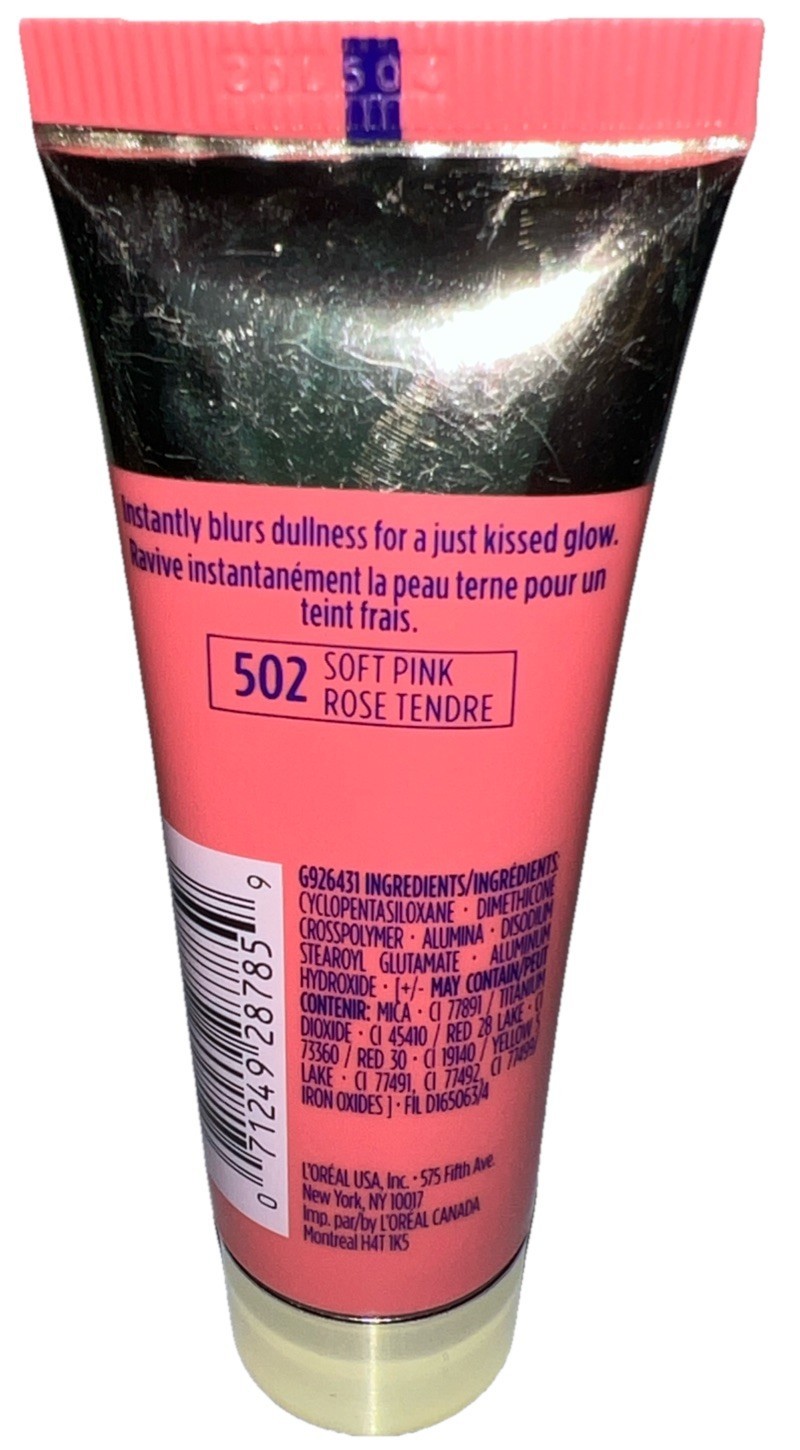 Instantly blurs dullness for a just kissed glow.
Ravive instantanément la peau terne pour un
teint frais.
502 SOFT PINK
ROSE TENDRE
G926431 INGREDIENTS/INGRÉDIENTS
CYCLOPENTASILOXANE · DIMETHICONE
CROSSPOLYMER · ALUMINA · DISODIUM
STEAROYL GLUTAMATE · ALUMINUM
HYDROXIDE · [+/- MAY CONTAIN/PEUT
CONTENIR: MICA · CI 77891 / TITANIUM
DIOXIDE · CI 45410 / RED 28 LAKE · CI
73360 / RED 30 · CI 19140 / YELLOW 5
LAKE · CI 77491, CI 77492, CI 77499/
IRON OXIDES ] · FIL D165063/4
L'ORÉAL USA, Inc. · 575 Fifth Ave.
New York, NY 10017
Imp. par/by L'ORÉAL CANADA
Montreal H4T 1K5
0 71249 28785 9